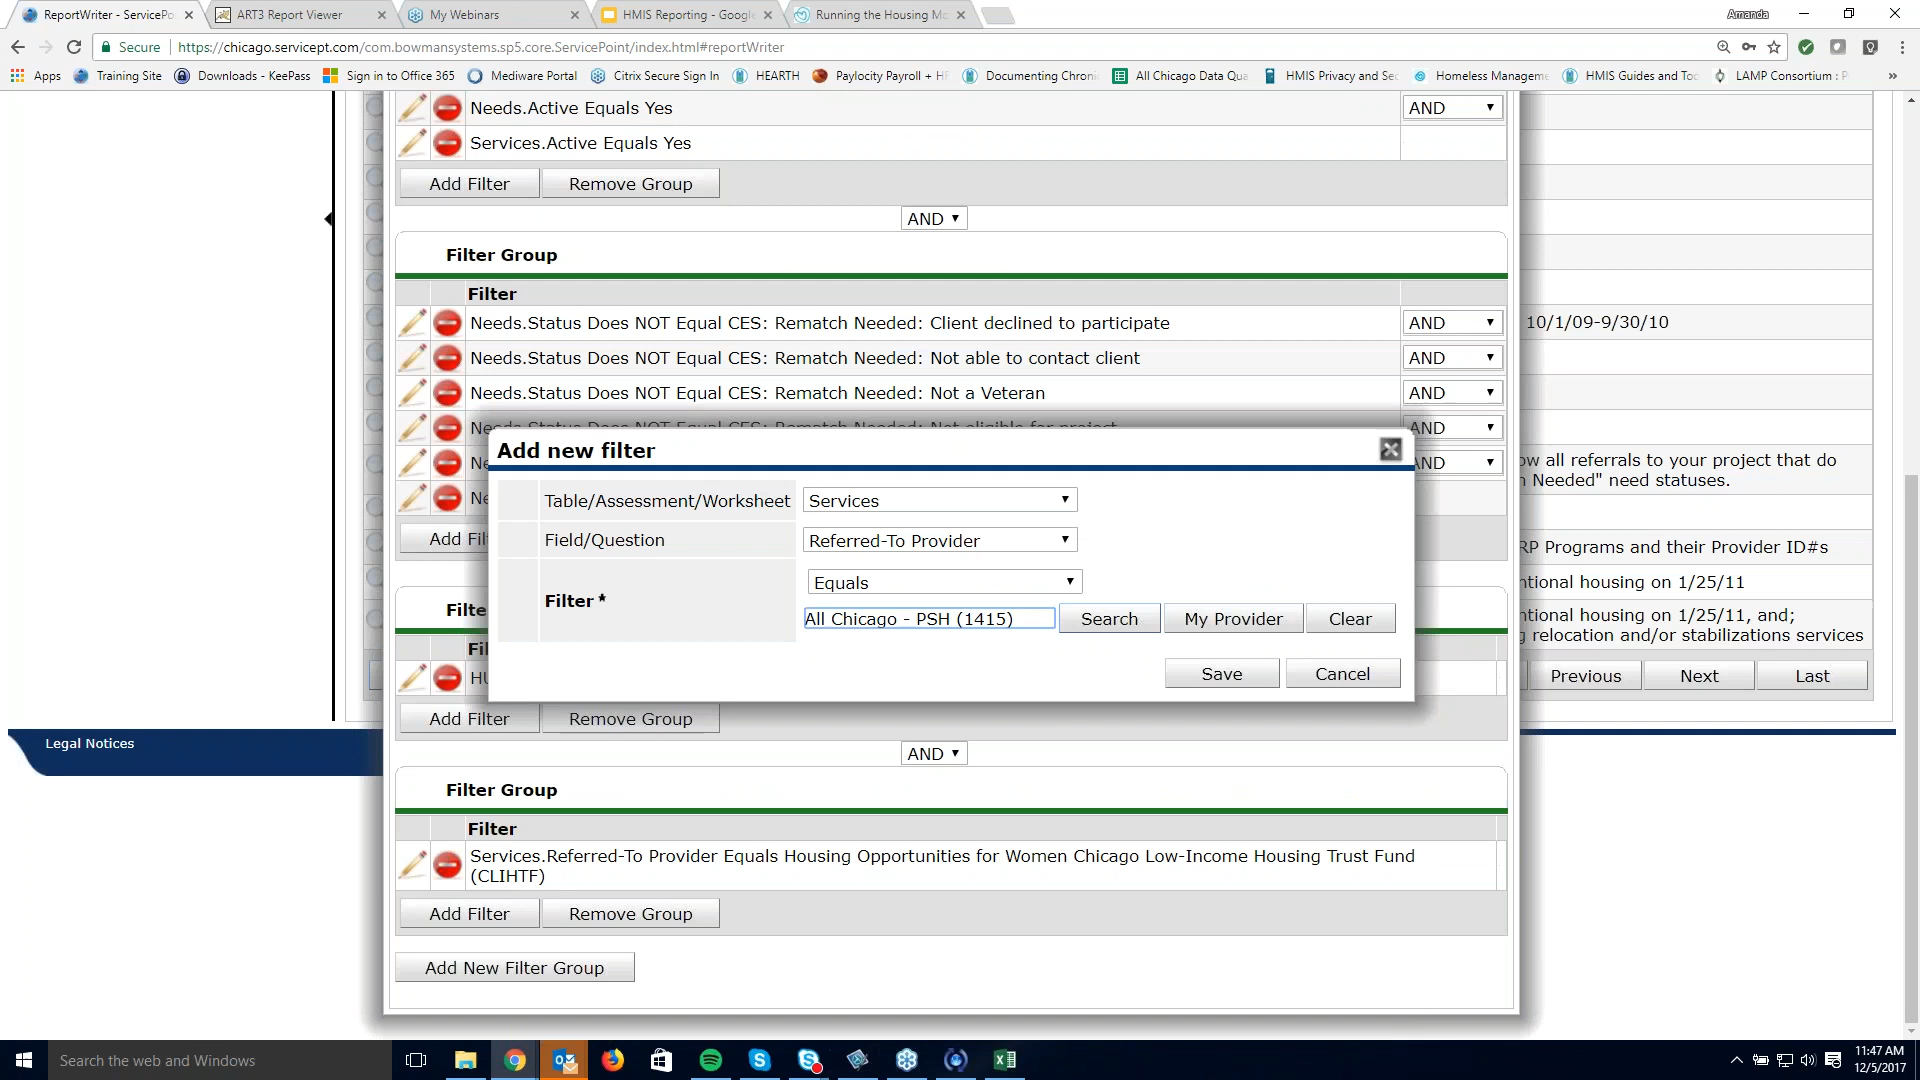 ReportWriter - ServicePo
ART3 Report Viewer
My Webinars
HMIS Reporting - Google
Running the Housing Mo
Amanda
Secure
https://chicago.servicept.com/com.bowmansystems.sp5.core.ServicePoint/index.html#reportWriter
Apps
Training Site
Downloads - KeePass
Sign in to Office 365
Mediware Portal
Citrix Secure Sign In
HEARTH
Paylocity Payroll + H
Documenting Chroni
All Chicago Data Qua
HMIS Privacy and Sec
Homeless Manageme
HMIS Guides and Too
LAMP Consortium : P
»
Needs.Active Equals Yes
AND
Services.Active Equals Yes
Add Filter
Remove Group
AND
Filter Group
Filter
Needs.Status Does NOT Equal CES: Rematch Needed: Client declined to participate
AND
10/1/09-9/30/10
Needs.Status Does NOT Equal CES: Rematch Needed: Not able to contact client
AND
Needs.Status Does NOT Equal CES: Rematch Needed: Not a Veteran
AND
Needs.Status Does NOT Equal CES: Rematch Needed: Not eligible for project
AND
Ne
AND
ow all referrals to your project that do
n Needed" need statuses.
Ne
Add Fil
Add new filter
Table/Assessment/Worksheet
Services
Field/Question
Referred-To Provider
Filter *
Equals
All Chicago - PSH (1415)
Search
My Provider
Clear
Save
Cancel
RP Programs and their Provider ID#s
ntional housing on 1/25/11
ntional housing on 1/25/11, and;
g relocation and/or stabilizations services
Filte
Fil
HU
Previous
Next
Last
Add Filter
Remove Group
Legal Notices
AND
Filter Group
Filter
Services.Referred-To Provider Equals Housing Opportunities for Women Chicago Low-Income Housing Trust Fund
(CLIHTF)
Add Filter
Remove Group
Add New Filter Group
Search the web and Windows
11:47 AM
12/5/2017